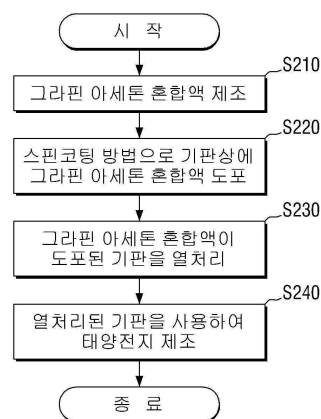 시 작
S210
그라핀 아세톤 혼합액 제조
S220
스핀코팅 방법으로 기판상에
그라핀 아세톤 혼합액 도포
S230
그라핀 아세톤 혼합액이
도포된 기판을 열처리
S240
열처리된 기판을 사용하여
태양전지 제조
종 료